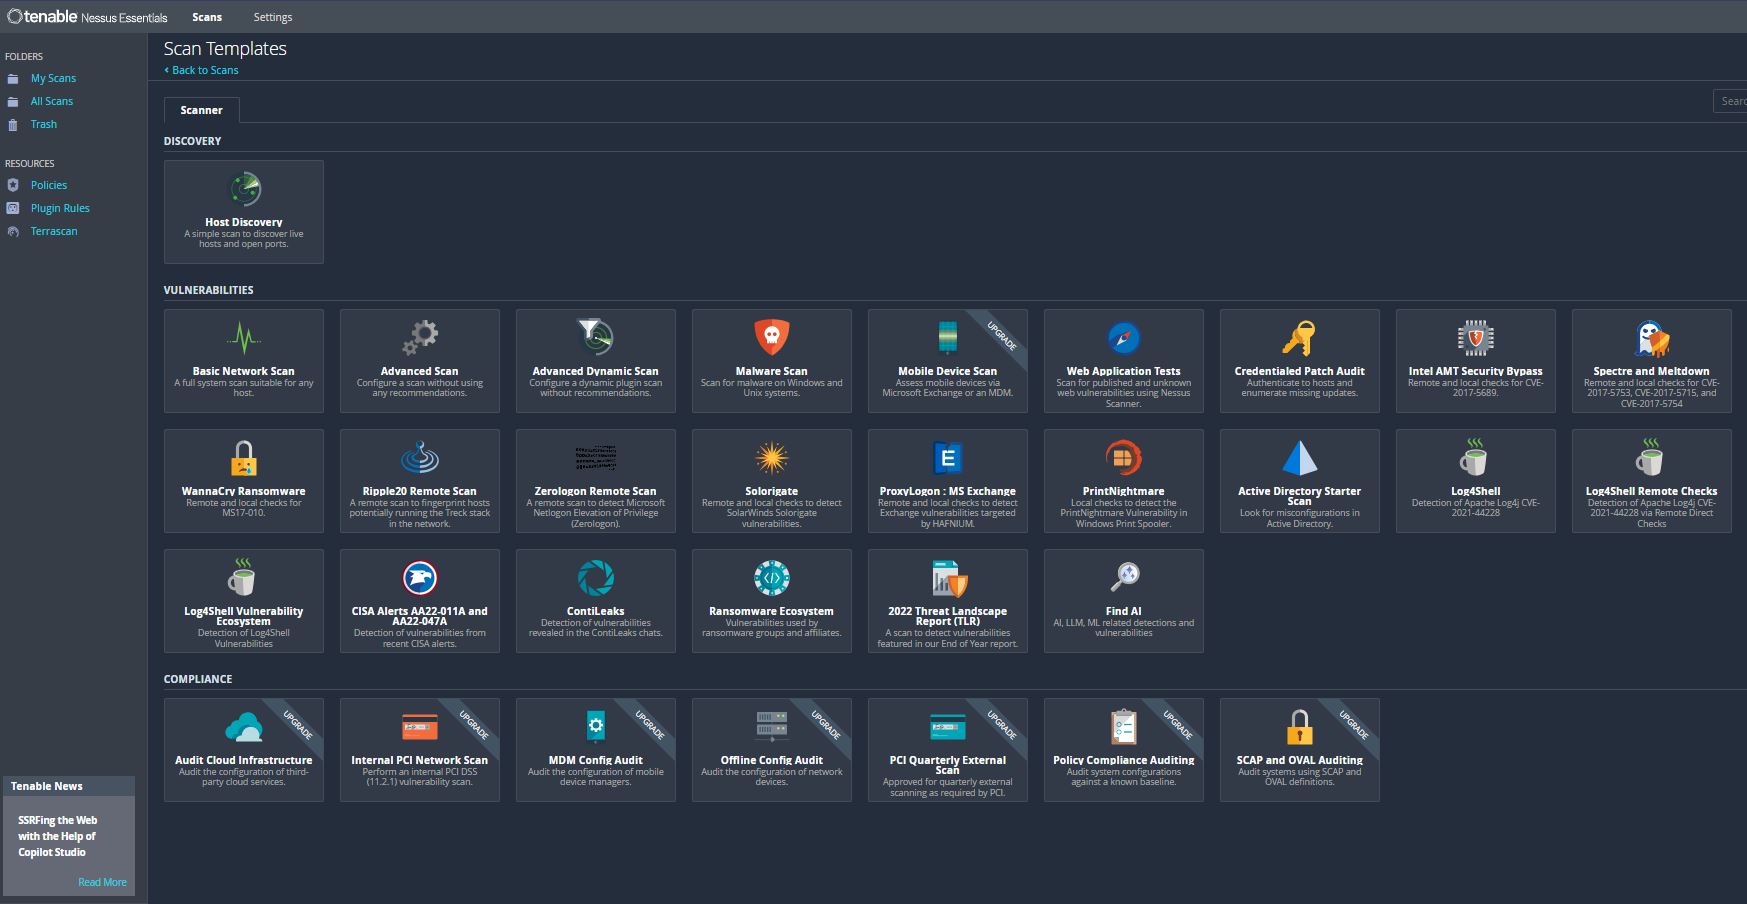 tenable Nessus Essentials
Scans
Settings
FOLDERS
My Scans
All Scans
Trash
RESOURCES
Policies
Plugin Rules
Terrascan
Tenable News
SSRFing the Web
with the Help of
Copilot Studio
Read More
Scan Templates
‹ Back to Scans
Scanner
Searc
DISCOVERY
Host Discovery
A simple scan to discover live
hosts and open ports.
VULNERABILITIES
Basic Network Scan
A full system scan suitable for any
host.
Advanced Scan
Configure a scan without using
any recommendations.
Advanced Dynamic Scan
Configure a dynamic plugin scan
without recommendations.
Malware Scan
Scan for malware on Windows and
Unix systems.
UPGRADE
Mobile Device Scan
Assess mobile devices via
Microsoft Exchange or an MDM.
Web Application Tests
Scan for published and unknown
web vulnerabilities using Nessus
Scanner.
Credentialed Patch Audit
Authenticate to hosts and
enumerate missing updates.
Intel AMT Security Bypass
Remote and local checks for CVE-
2017-5689.
Spectre and Meltdown
Remote and local checks for CVE-
2017-5753, CVE-2017-5715, and
CVE-2017-5754
WannaCry Ransomware
Remote and local checks for
MS17-010.
Ripple20 Remote Scan
A remote scan to fingerprint hosts
potentially running the Treck stack
in the network.
Zerologon Remote Scan
A remote scan to detect Microsoft
Netlogon Elevation of Privilege
(Zerologon).
Solorigate
Remote and local checks to detect
SolarWinds Solorigate
vulnerabilities.
E
ProxyLogon : MS Exchange
Remote and local checks to detect
Exchange vulnerabilities targeted
by HAFNIUM.
PrintNightmare
Local checks to detect the
PrintNightmare Vulnerability in
Windows Print Spooler.
Active Directory Starter
Scan
Look for misconfigurations in
Active Directory.
Log4Shell
Detection of Apache Log4j CVE-
2021-44228
Log4Shell Remote Checks
Detection of Apache Log4j CVE-
2021-44228 via Remote Direct
Checks
Log4Shell Vulnerability
Ecosystem
Detection of Log4Shell
Vulnerabilities
CISA Alerts AA22-011A and
AA22-047A
Detection of vulnerabilities from
recent CISA alerts.
ContiLeaks
Detection of vulnerabilities
revealed in the ContiLeaks chats.
</>
Ransomware Ecosystem
Vulnerabilities used by
ransomware groups and affiliates.
2022 Threat Landscape
Report (TLR)
A scan to detect vulnerabilities
featured in our End of Year report.
Find AI
AI, LLM, ML related detections and
vulnerabilities
COMPLIANCE
UPGRADE
Audit Cloud Infrastructure
Audit the configuration of third-
party cloud services.
UPGRADE
Internal PCI Network Scan
Perform an internal PCI DSS
(11.2.1) vulnerability scan.
UPGRADE
MDM Config Audit
Audit the configuration of mobile
device managers.
UPGRADE
Offline Config Audit
Audit the configuration of network
devices.
UPGRADE
PCI Quarterly External
Scan
Approved for quarterly external
scanning as required by PCI.
UPGRADE
Policy Compliance Auditing
Audit system configurations
against a known baseline.
UPGRADE
SCAP and OVAL Auditing
Audit systems using SCAP and
OVAL definitions.